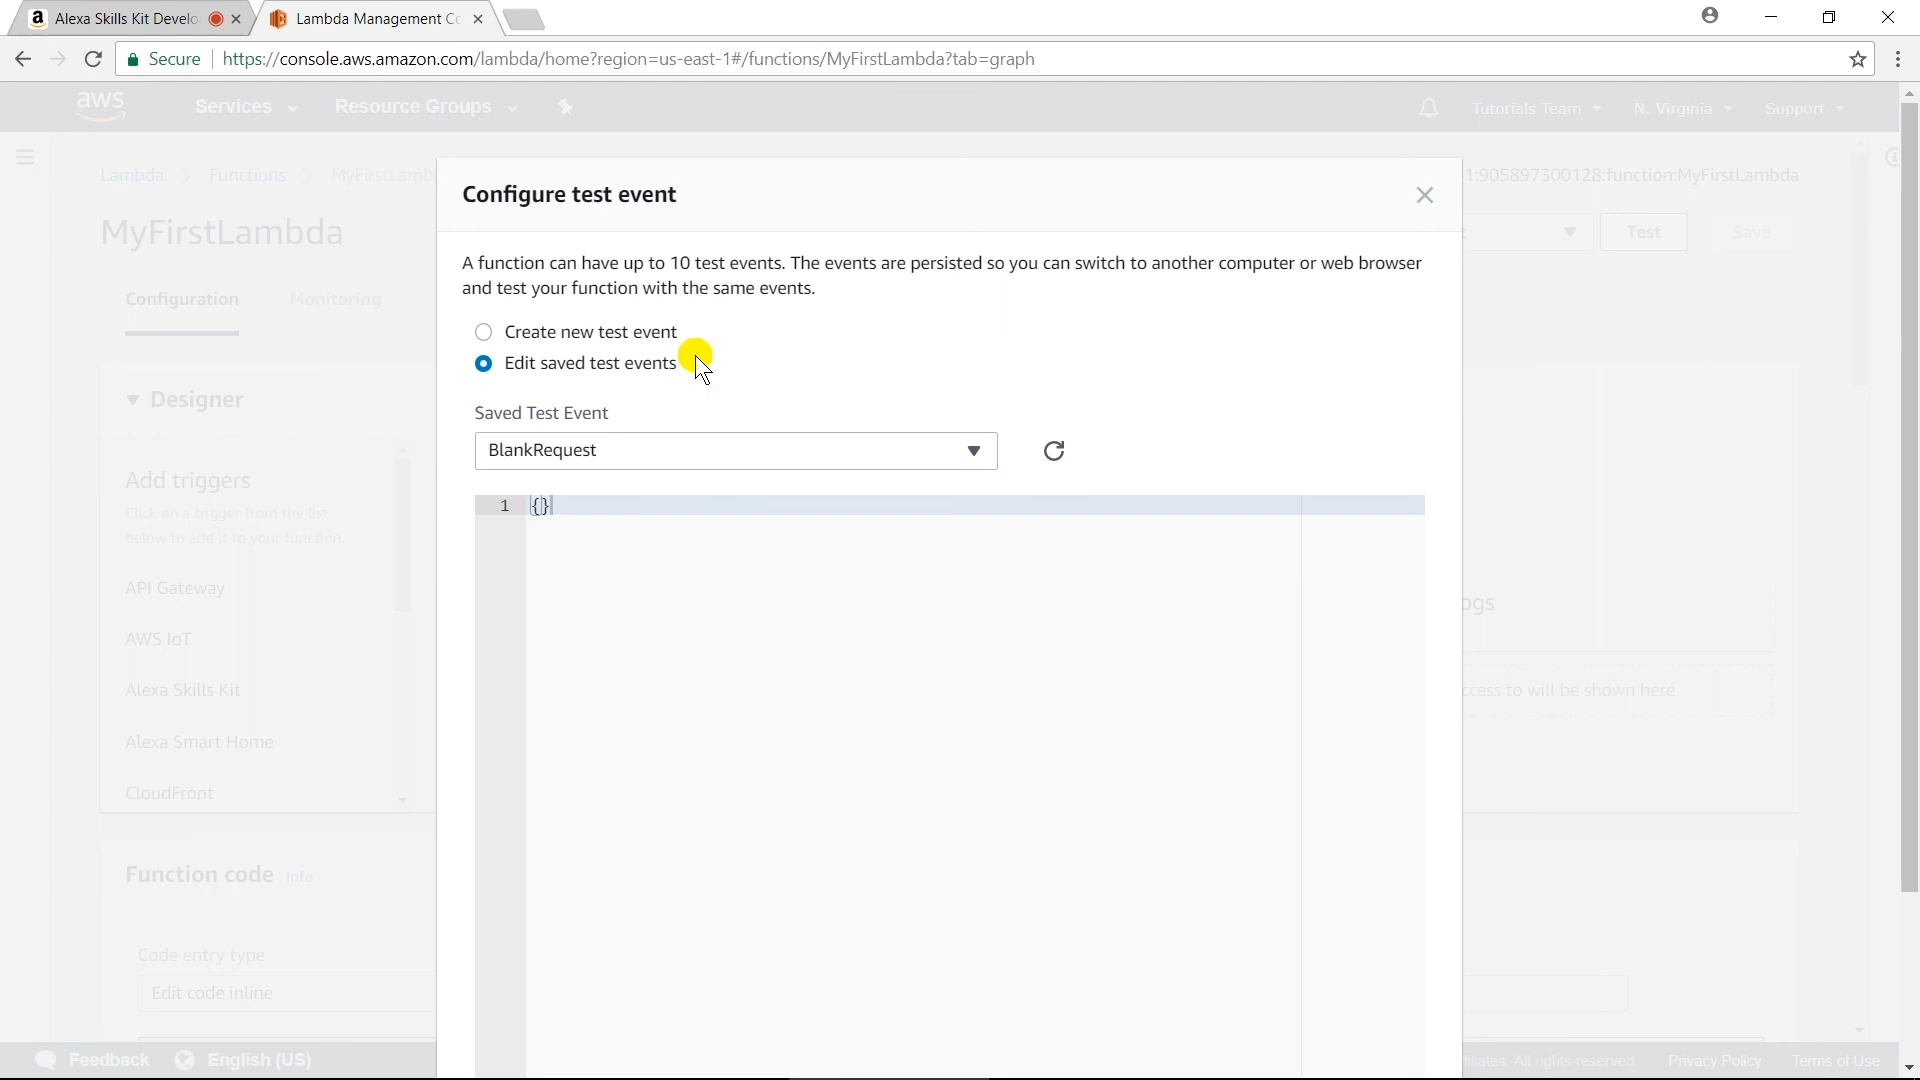 Alexa Skills Kit Develo
Lambda Management Co
Secure https://console.aws.amazon.com/lambda/home?region=us-east-1#/functions/MyFirstLambda?tab=graph
aws Services Resource Groups Tutorials Team N. Virginia Support
Lambda Functions MyFirstLamb
1:905897300128:function:MyFirstLambda
MyFirstLambda
Test Save
Configuration Monitoring
Designer
Add triggers
Click on a trigger from the list
below to add it to your function.
API Gateway
AWS IoT
Alexa Skills Kit
Alexa Smart Home
CloudFront
Function code Info
Code entry type
Edit code inline
Configure test event
A function can have up to 10 test events. The events are persisted so you can switch to another computer or web browser
and test your function with the same events.
Create new test event
Edit saved test events
Saved Test Event
BlankRequest
1 {}
ogs
ccess to will be shown here
Feedback English (US)
filiates. All rights reserved. Privacy Policy Terms of Use